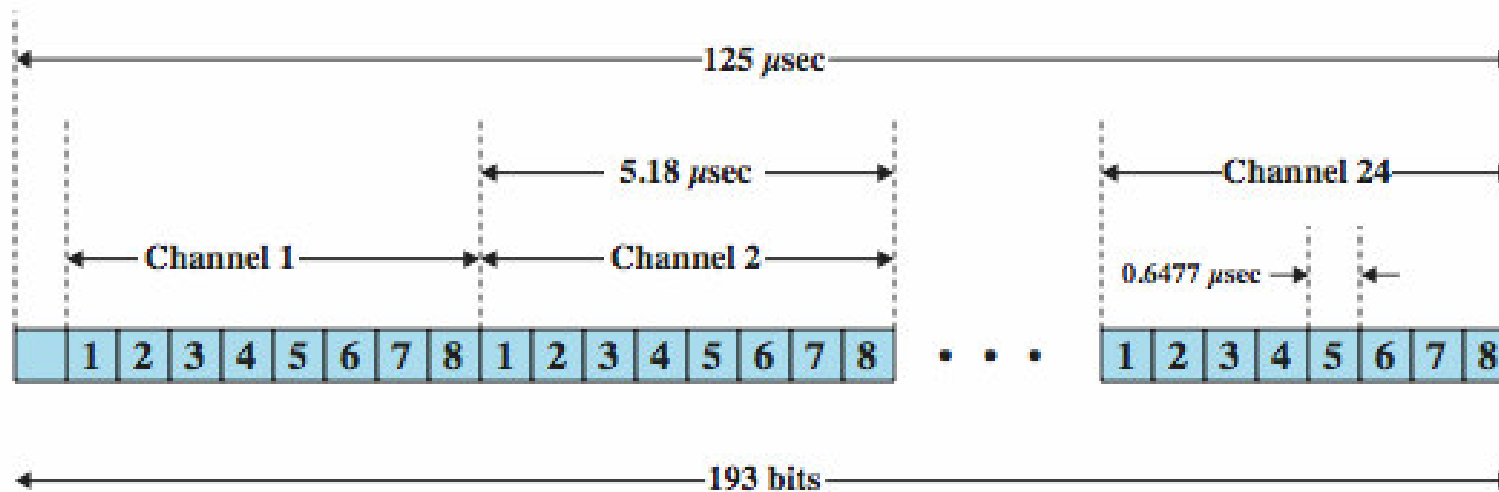 125 μsec
5.18 μsec
Channel 24
Channel 1
Channel 2
0.6477 μsec
1 2 3 4 5 6 7 8 1 2 3 4 5 6 7 8 • • • 1 2 3 4 5 6 7 8
193 bits